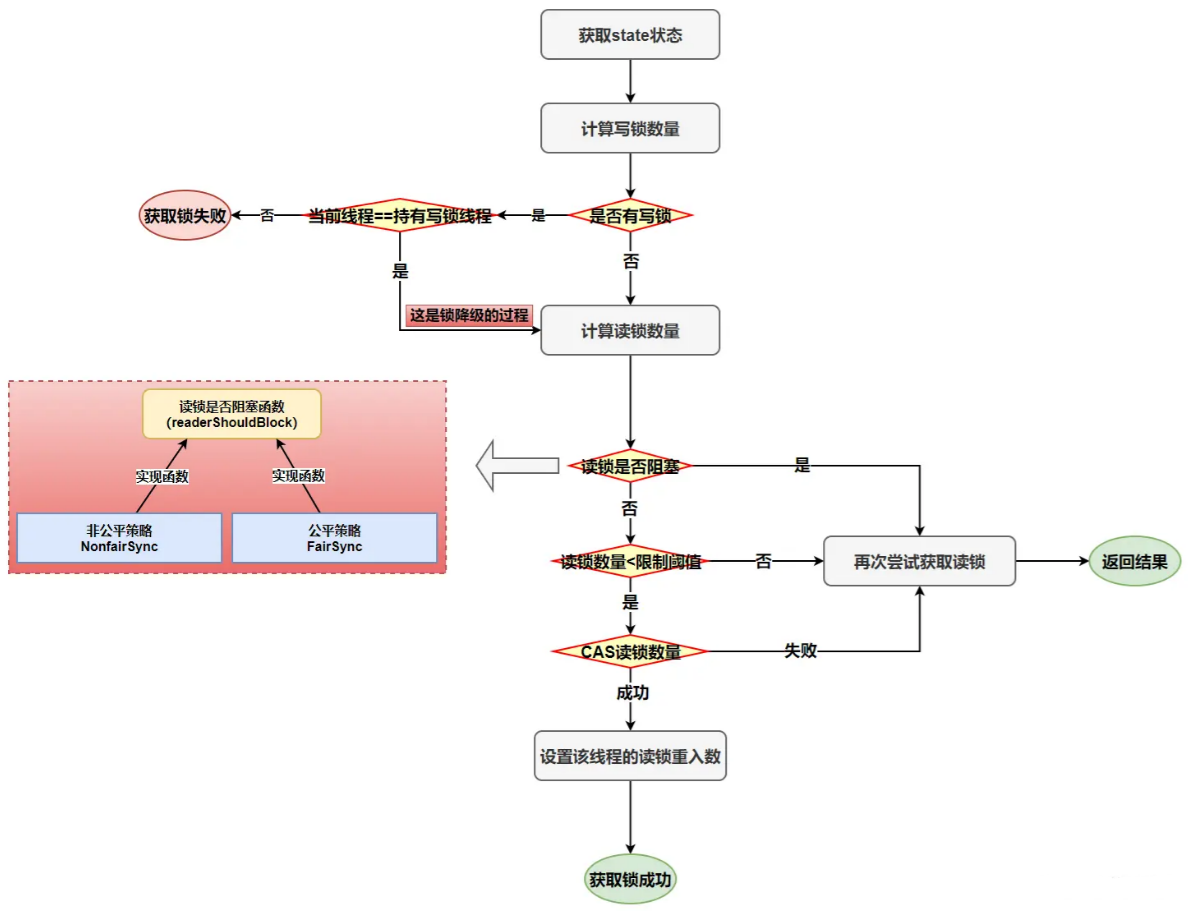 获取state状态
计算写锁数量
获取锁失败
否
当前线程==持有写锁线程
是
是否有写锁
是
否
这是锁降级的过程
计算读锁数量
读锁是否阻塞函数
(readerShouldBlock)
实现函数
实现函数
非公平策略
NonfairSync
公平策略
FairSync
读锁是否阻塞
是
否
读锁数量<限制阈值
否
再次尝试获取读锁
返回结果
是
CAS读锁数量
失败
成功
设置该线程的读锁重入数
获取锁成功